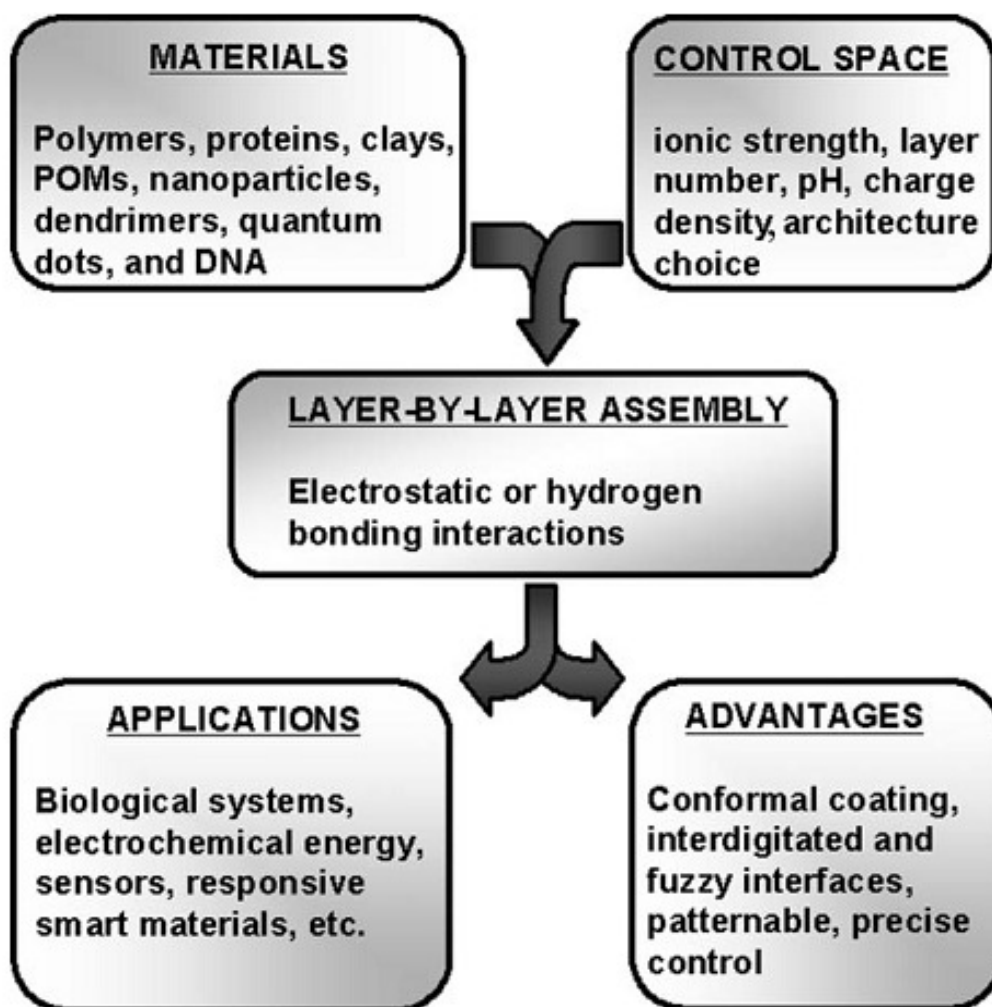 MATERIALS
Polymers, proteins, clays,
POMs, nanoparticles,
dendrimers, quantum
dots, and DNA
CONTROL SPACE
ionic strength, layer
number, pH, charge
density, architecture
choice
LAYER-BY-LAYER ASSEMBLY
Electrostatic or hydrogen
bonding interactions
APPLICATIONS
Biological systems,
electrochemical energy,
sensors, responsive
smart materials, etc.
ADVANTAGES
Conformal coating,
interdigitated and
fuzzy interfaces,
patternable, precise
control